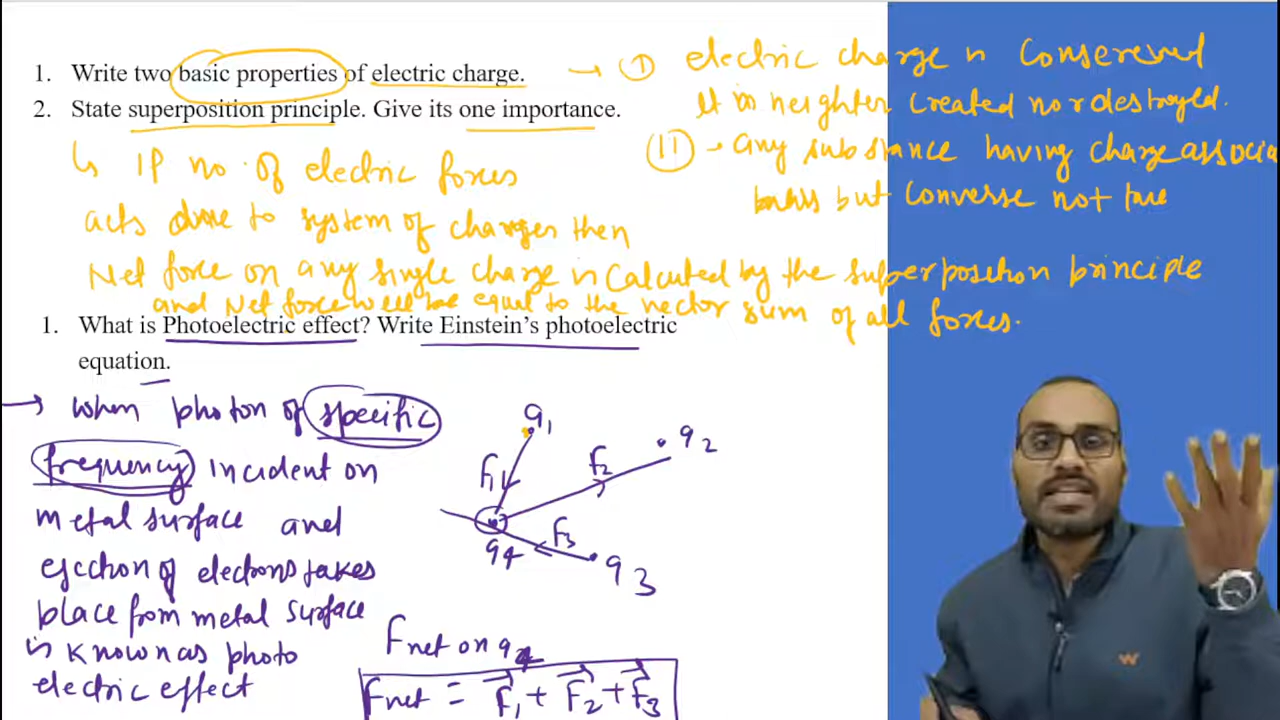 1. Write two basic properties of electric charge. → (I) electric charge is Conserved
It is neighter created nor destroyed.
2. State superposition principle. Give its one importance.
(II) → any substance having charge associa
mass but converse not true
↳ If no. of electric forces
acts due to system of charges then
Net force on any single charge is calcuted by the superposition principle
and Net force will be equal to the vector sum of all forces.
1. What is Photoelectric effect? Write Einstein's photoelectric
equation.
→ when photon of specific
frequency incident on
metal surface and
ejection of electrons takes
place from metal surface
is known as photo
electric effect
q1
q2
F1
F2
F3
q4
q3
Fnet on q4
Fnet = F⃗1 + F⃗2 + F⃗3
w